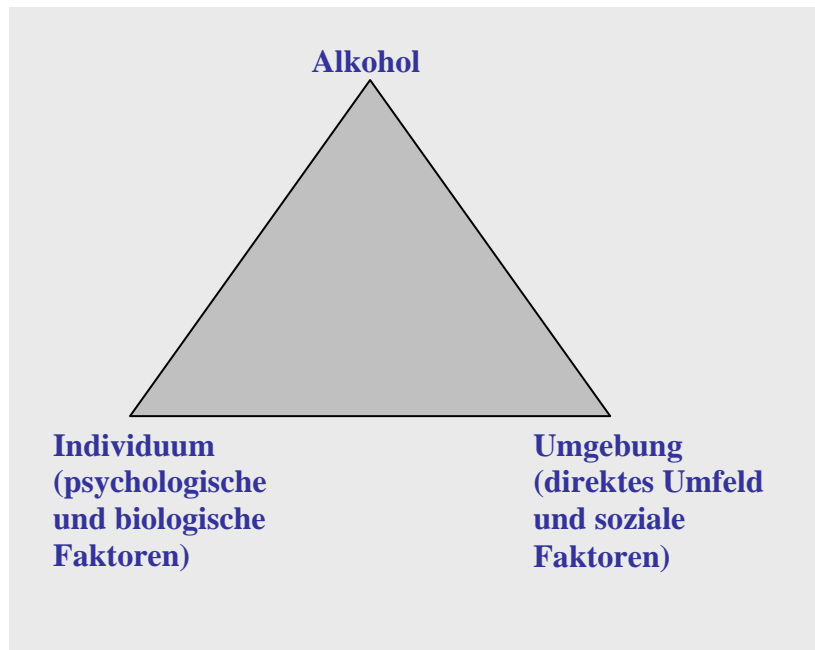 Alkohol
Individuum
(psychologische
und biologische
Faktoren)
Umgebung
(direktes Umfeld
und soziale
Faktoren)